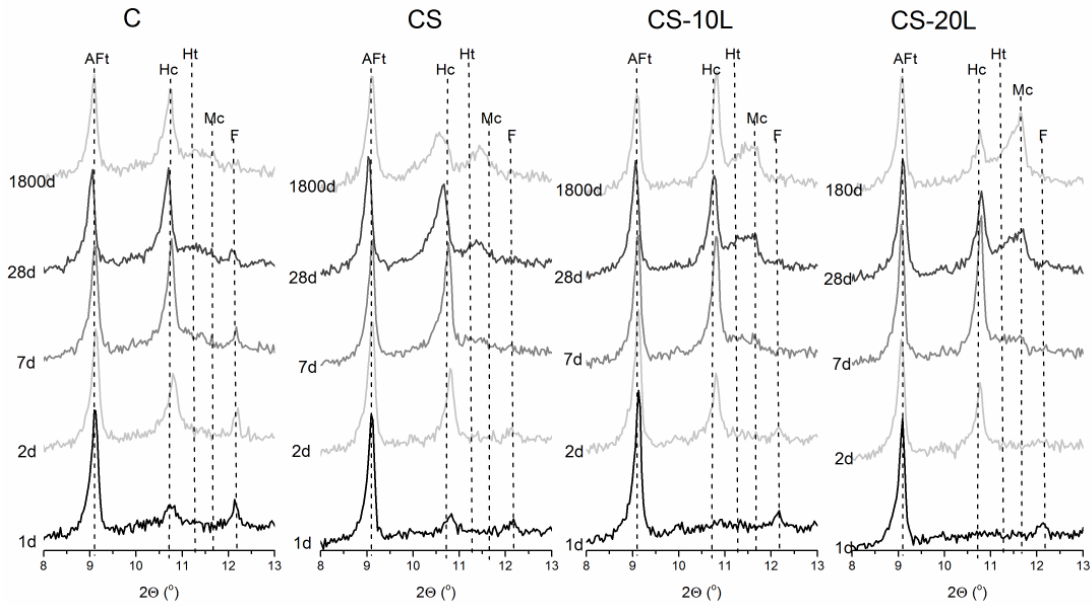 C
AFt
Hc
Ht
Mc
F
1800d
28d
7d
2d
1d
8 9 10 11 12 13
2Θ (°)
CS
AFt
Hc
Ht
Mc
F
1800d
28d
7d
2d
1d
8 9 10 11 12 13
2Θ (°)
CS-10L
AFt
Hc
Ht
Mc
F
1800d
28d
7d
2d
1d
8 9 10 11 12 13
2Θ (°)
CS-20L
AFt
Hc
Ht
Mc
F
180d
28d
7d
2d
1d
8 9 10 11 12 13
2Θ (°)